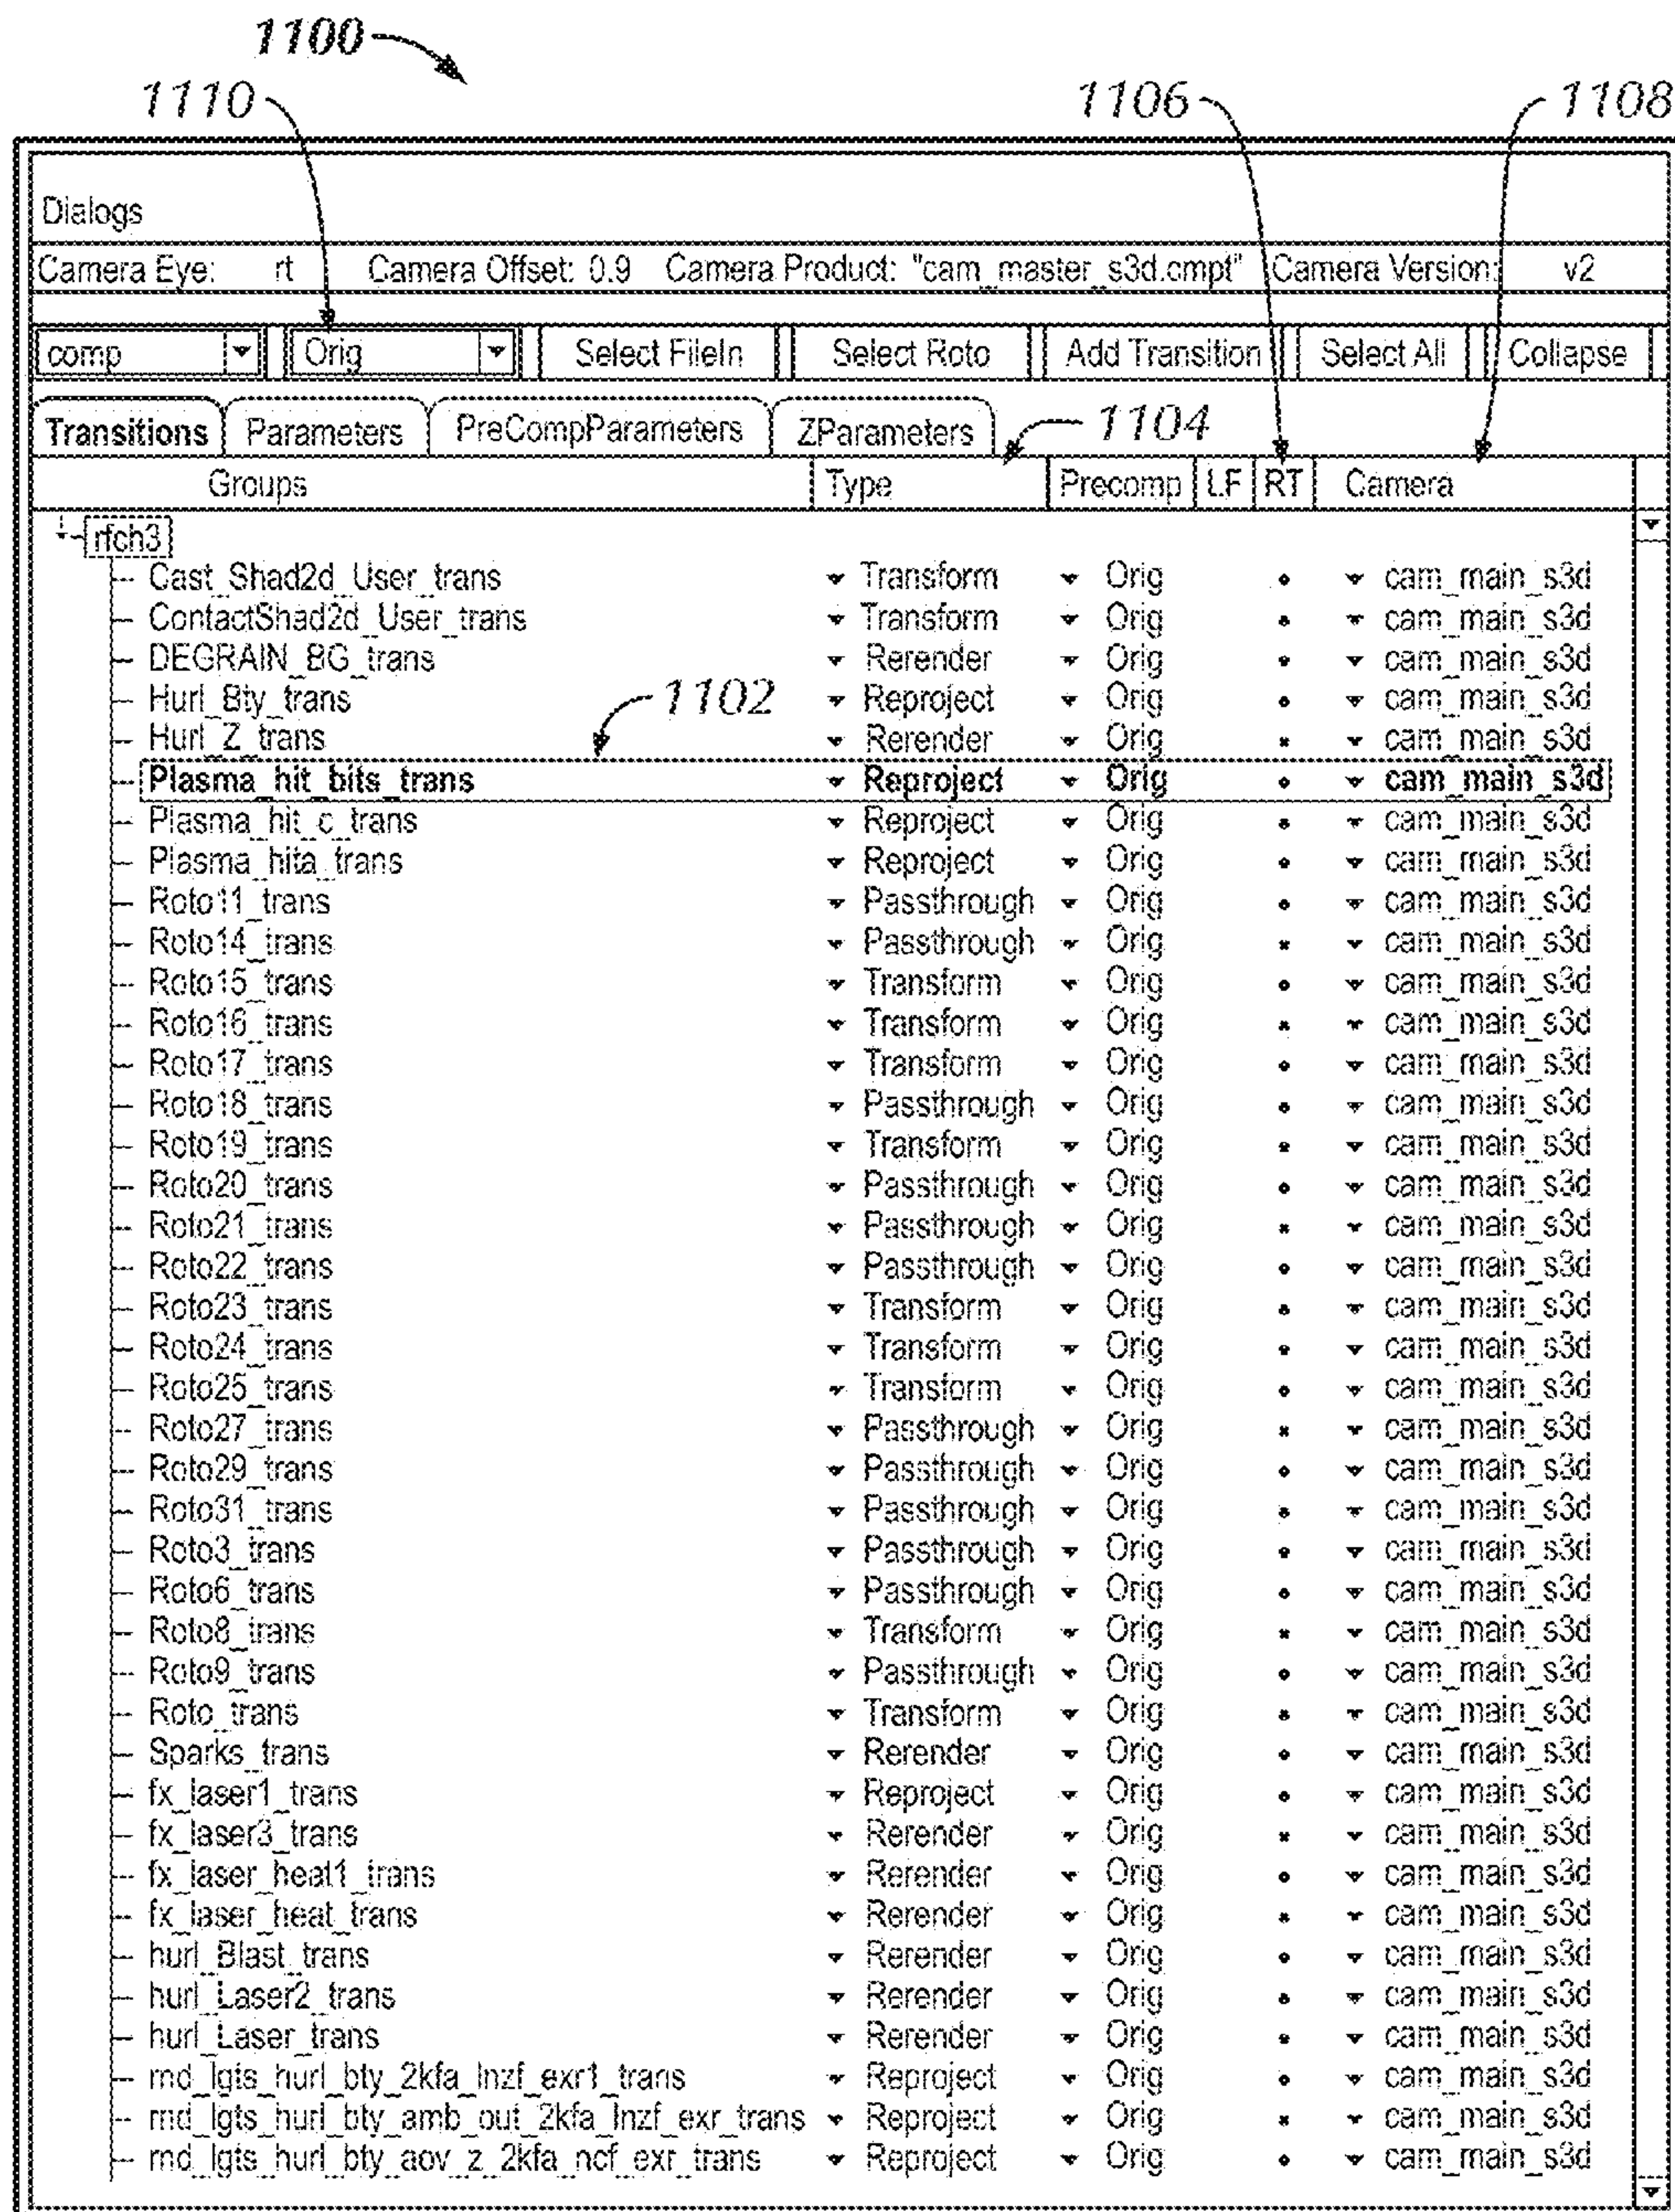 1100
1110 1106 1108
Dialogs
Camera Eye: rt Camera Offset: 0.9 Camera Product: "cam_master_s3d.cmpt" Camera Version: v2
comp Orig Select FileIn Select Roto Add Transition Select All Collapse
Transitions Parameters PreCompParameters ZParameters 1104
Groups Type Precomp LF RT Camera
rfch3
Cast_Shad2d_User_trans Transform Orig cam_main_s3d
ContactShad2d_User_trans Transform Orig cam_main_s3d
DEGRAIN_BG_trans Rerender Orig cam_main_s3d
Hurl_Bty_trans Reproject Orig cam_main_s3d
1102
Hurl_Z_trans Rerender Orig cam_main_s3d
Plasma_hit_bits_trans Reproject Orig cam_main_s3d
Plasma_hit_c_trans Reproject Orig cam_main_s3d
Plasma_hita_trans Reproject Orig cam_main_s3d
Roto11_trans Passthrough Orig cam_main_s3d
Roto14_trans Passthrough Orig cam_main_s3d
Roto15_trans Transform Orig cam_main_s3d
Roto16_trans Transform Orig cam_main_s3d
Roto17_trans Transform Orig cam_main_s3d
Roto18_trans Passthrough Orig cam_main_s3d
Roto19_trans Transform Orig cam_main_s3d
Roto20_trans Passthrough Orig cam_main_s3d
Roto21_trans Passthrough Orig cam_main_s3d
Roto22_trans Passthrough Orig cam_main_s3d
Roto23_trans Transform Orig cam_main_s3d
Roto24_trans Transform Orig cam_main_s3d
Roto25_trans Transform Orig cam_main_s3d
Roto27_trans Passthrough Orig cam_main_s3d
Roto29_trans Passthrough Orig cam_main_s3d
Roto31_trans Passthrough Orig cam_main_s3d
Roto3_trans Passthrough Orig cam_main_s3d
Roto6_trans Passthrough Orig cam_main_s3d
Roto8_trans Transform Orig cam_main_s3d
Roto9_trans Passthrough Orig cam_main_s3d
Roto_trans Transform Orig cam_main_s3d
Sparks_trans Rerender Orig cam_main_s3d
fx_laser1_trans Reproject Orig cam_main_s3d
fx_laser3_trans Rerender Orig cam_main_s3d
fx_laser_heat1_trans Rerender Orig cam_main_s3d
fx_laser_heat_trans Rerender Orig cam_main_s3d
hurl_Blast_trans Rerender Orig cam_main_s3d
hurl_Laser2_trans Rerender Orig cam_main_s3d
hurl_Laser_trans Rerender Orig cam_main_s3d
rnd_lgts_hurl_bty_2kfa_lnzf_exr1_trans Reproject Orig cam_main_s3d
rnd_lgts_hurl_bty_amb_out_2kfa_lnzf_exr_trans Reproject Orig cam_main_s3d
rnd_lgts_hurl_bty_aov_z_2kfa_ncf_exr_trans Reproject Orig cam_main_s3d